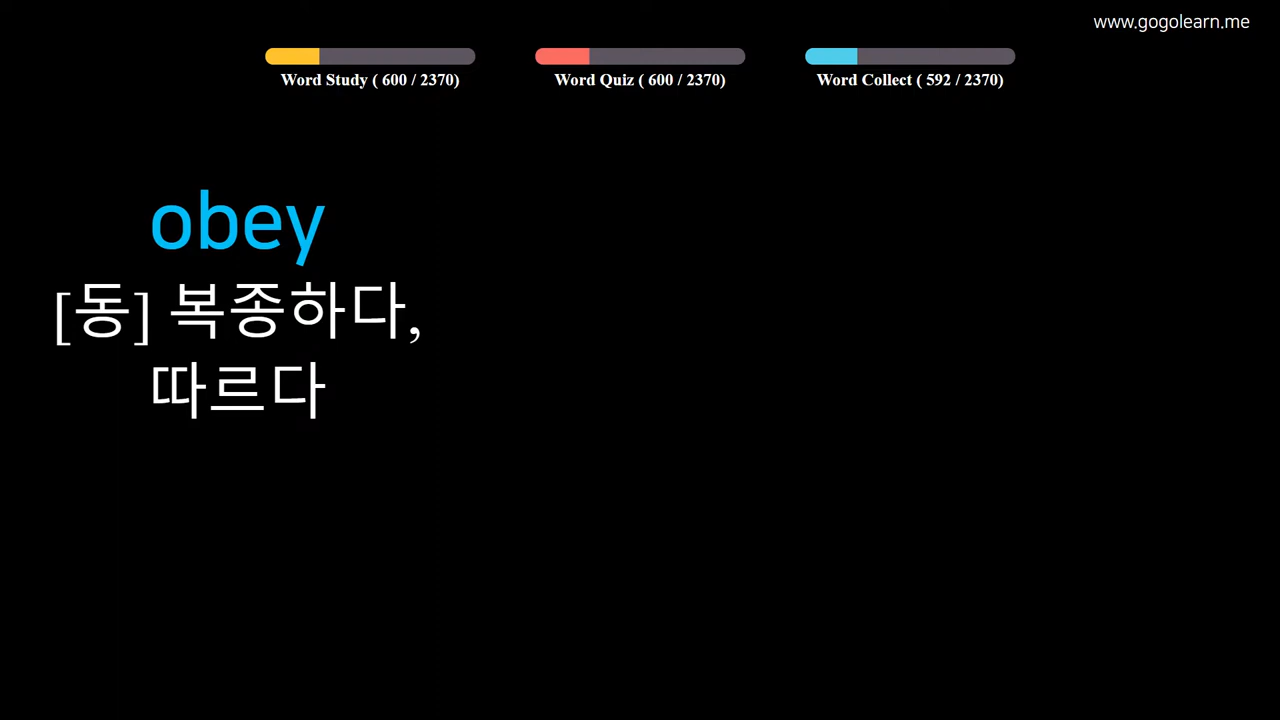 www.gogolearn.me
Word Study ( 600 / 2370)
Word Quiz ( 600 / 2370)
Word Collect ( 592 / 2370)
obey
[동] 복종하다,
따르다